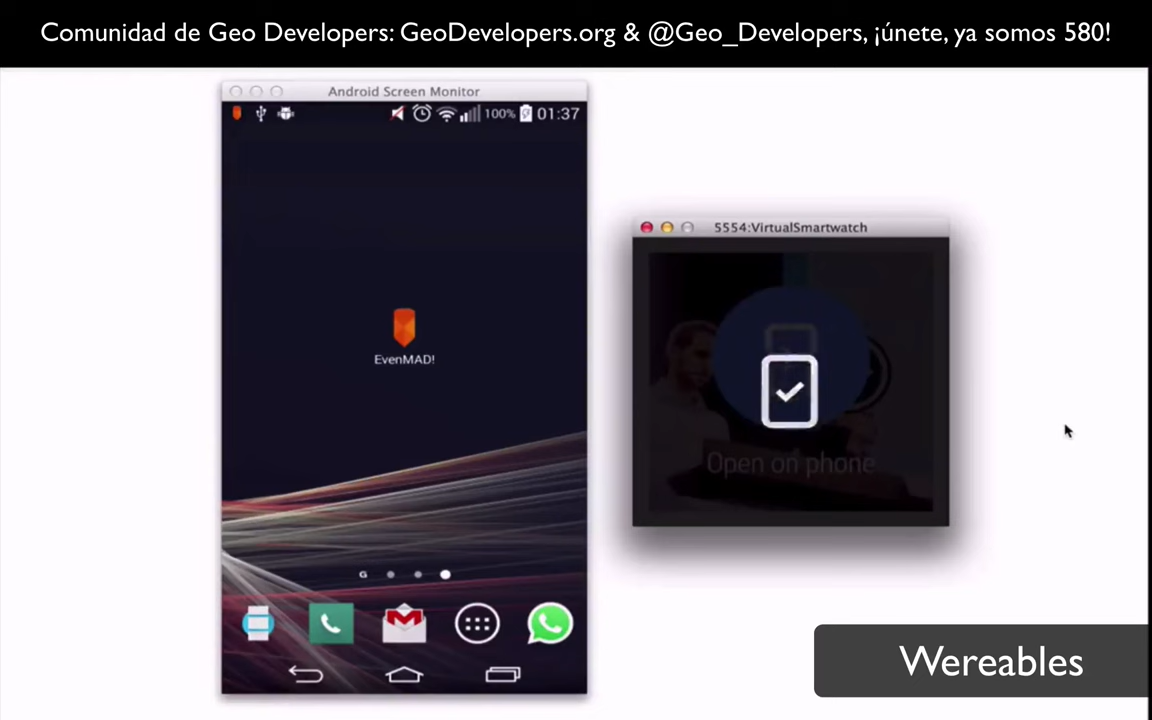 Comunidad de Geo Developers: GeoDevelopers.org & @Geo_Developers, ¡únete, ya somos 580!
Android Screen Monitor
100% 01:37
5554:VirtualSmartwatch
EvenMAD!
Open on phone
G
Wereables